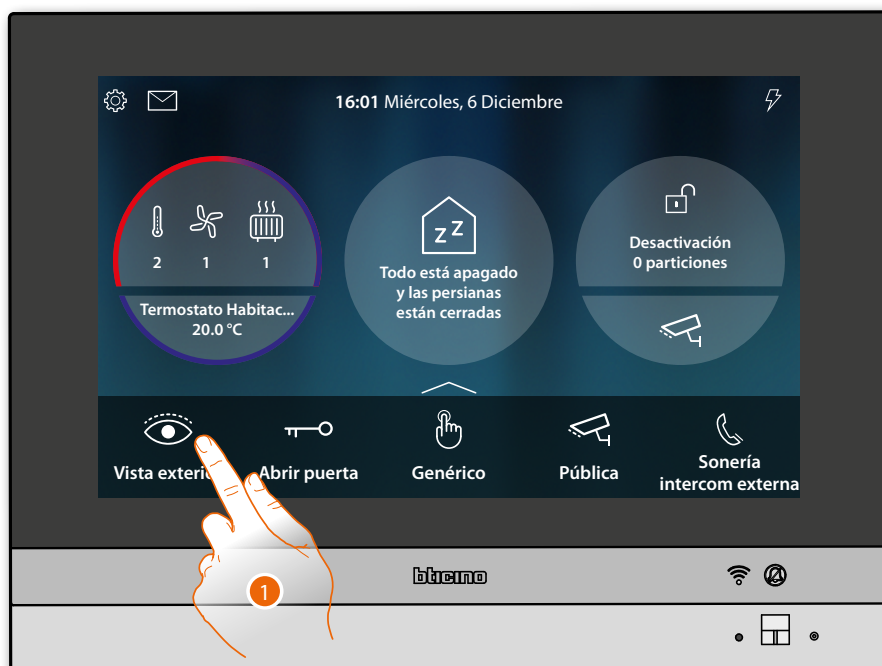 16:01 Miércoles, 6 Diciembre
2 1 1
Termostato Habitac...
20.0 °C
z z
Todo está apagado
y las persianas
están cerradas
Desactivación
0 particiones
Vista exteri
Abrir puerta
Genérico
Pública
Sonería
intercom externa
bticino
1